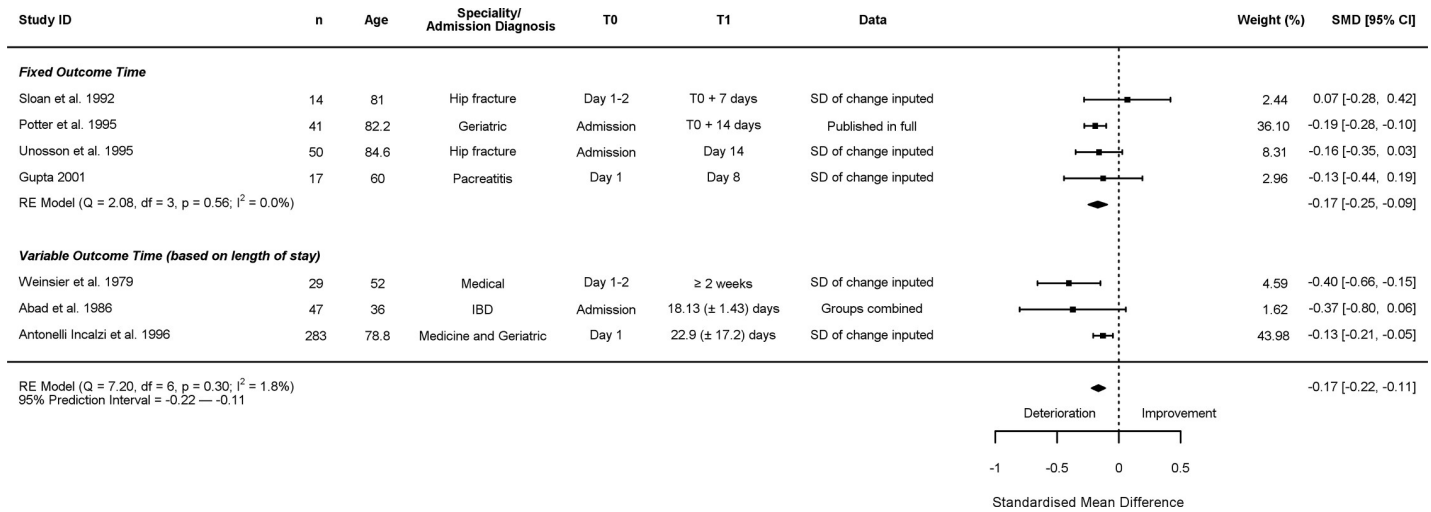 Study ID n Age Speciality/ Admission Diagnosis T0 T1 Data Weight (%) SMD [95% CI]
Fixed Outcome Time
Sloan et al. 1992 14 81 Hip fracture Day 1-2 T0 + 7 days SD of change inputed 2.44 0.07 [-0.28, 0.42]
Potter et al. 1995 41 82.2 Geriatric Admission T0 + 14 days Published in full 36.10 -0.19 [-0.28, -0.10]
Unosson et al. 1995 50 84.6 Hip fracture Admission Day 14 SD of change inputed 8.31 -0.16 [-0.35, 0.03]
Gupta 2001 17 60 Pacreatitis Day 1 Day 8 SD of change inputed 2.96 -0.13 [-0.44, 0.19]
RE Model (Q = 2.08, df = 3, p = 0.56; I² = 0.0%) -0.17 [-0.25, -0.09]
Variable Outcome Time (based on length of stay)
Weinsier et al. 1979 29 52 Medical Day 1-2 ≥ 2 weeks SD of change inputed 4.59 -0.40 [-0.66, -0.15]
Abad et al. 1986 47 36 IBD Admission 18.13 (± 1.43) days Groups combined 1.62 -0.37 [-0.80, 0.06]
Antonelli Incalzi et al. 1996 283 78.8 Medicine and Geriatric Day 1 22.9 (± 17.2) days SD of change inputed 43.98 -0.13 [-0.21, -0.05]
RE Model (Q = 7.20, df = 6, p = 0.30; I² = 1.8%) -0.17 [-0.22, -0.11]
95% Prediction Interval = -0.22 — -0.11
Deterioration Improvement
-1 -0.5 0 0.5
Standardised Mean Difference